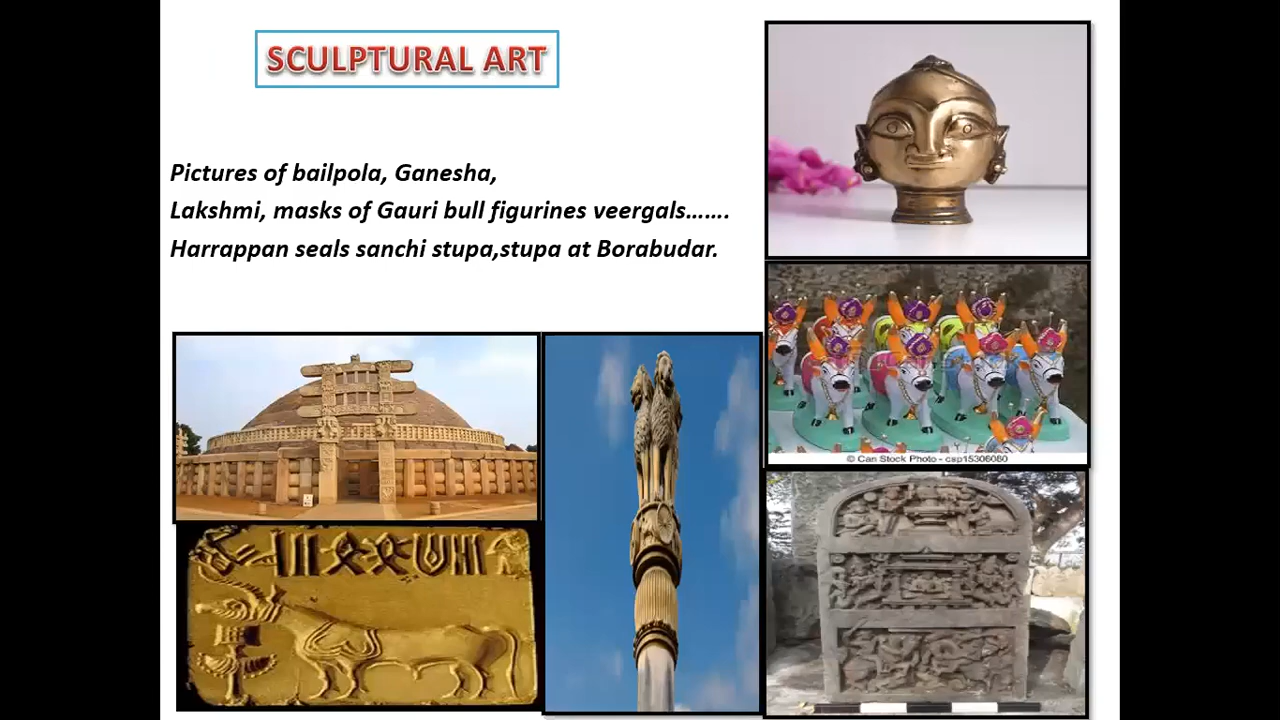 SCULPTURAL ART
Pictures of bailpola, Ganesha,
Lakshmi, masks of Gauri bull figurines veergals.......
Harrappan seals sanchi stupa,stupa at Borabudar.
© Can Stock Photo - csp15306080